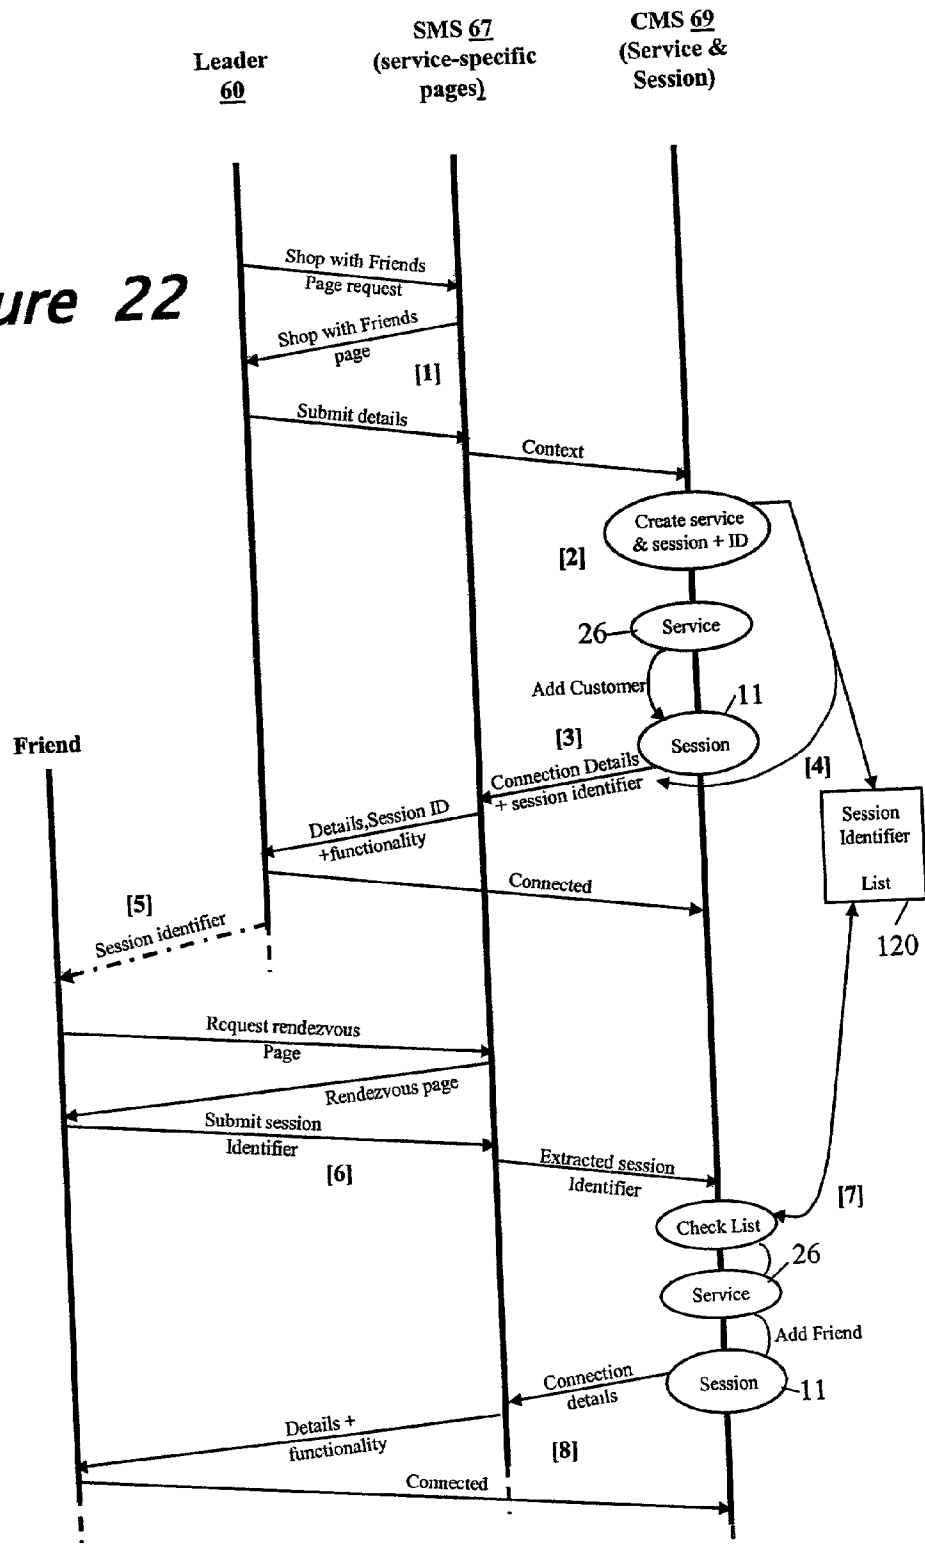 CMS 69
(Service &
Session)
SMS 67
(service-specific
pages)
Leader
60
ure 22
Shop with Friends
Page request
Shop with Friends
page
[1]
Submit details
Context
Create service
& session + ID
[2]
26
Service
Add Customer
11
[3]
Session
Friend
Connection Details
+ session identifier
[4]
Details,Session ID
+functionality
Session
Identifier
List
120
Connected
[5]
Session identifier
Request rendezvous
Page
Rendezvous page
Submit session
Identifier
[6]
Extracted session
Identifier
[7]
Check List
26
Service
Add Friend
Session
11
Connection
details
Details +
functionality
[8]
Connected